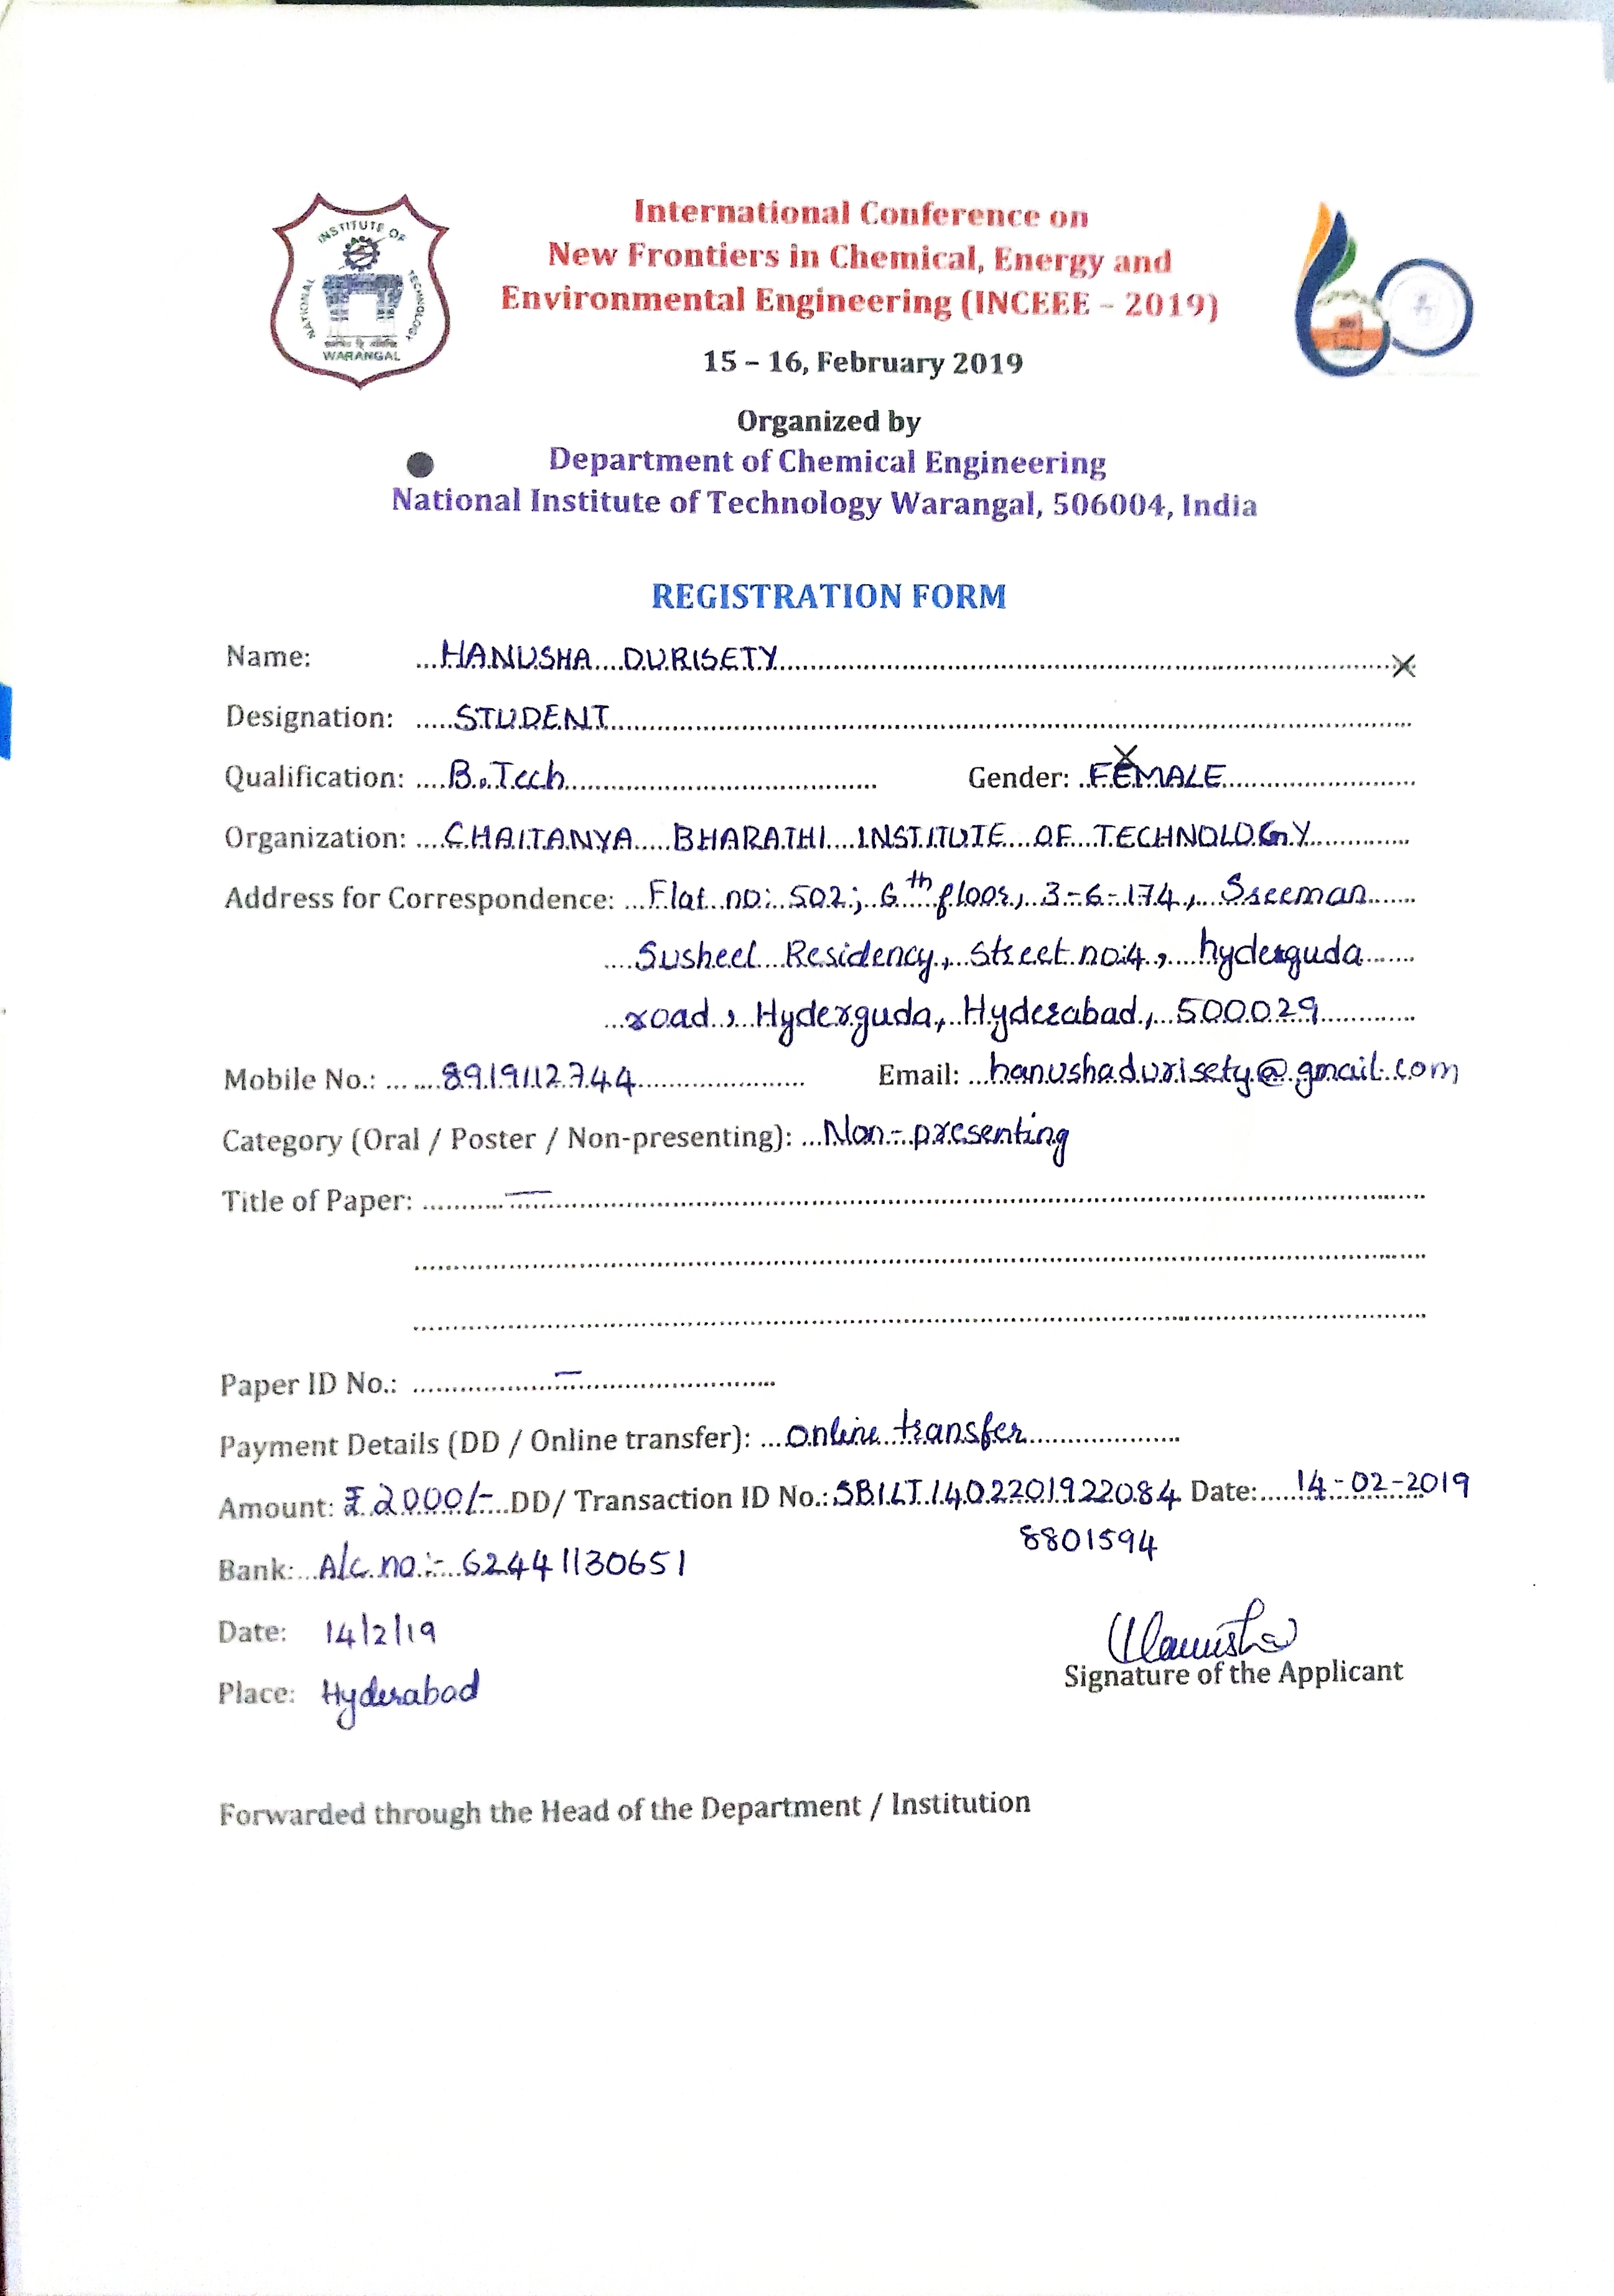 INSTITUTE OF
NATIONAL
TECHNOLOGY
WARANGAL
International Conference on
New Frontiers in Chemical, Energy and
Environmental Engineering (INCEEE - 2019)
15 – 16, February 2019
Organized by
Department of Chemical Engineering
National Institute of Technology Warangal, 506004, India
REGISTRATION FORM
Name: HANUSHA DURISETY
Designation: STUDENT
Qualification: B.Tech Gender: FEMALE
Organization: CHAITANYA BHARATHI INSTITUTE OF TECHNOLOGY
Address for Correspondence: Flat no: 502; 6th floor, 3-6-174, Sreeman
Susheel Residency, Street no:4, hyderguda
road, Hyderguda, Hyderabad, 500029
Mobile No.: 8919112744 Email: hanushadurisety@gmail.com
Category (Oral / Poster / Non-presenting): Non-presenting
Title of Paper: —
Paper ID No.: —
Payment Details (DD / Online transfer): Online transfer
Amount: ₹2000/- DD/ Transaction ID No.: Date: 14-02-2019
8801594
Bank: A/c no:- 62441130651
Date: 14/2/19
Hanusha
Signature of the Applicant
Place: Hyderabad
Forwarded through the Head of the Department / Institution